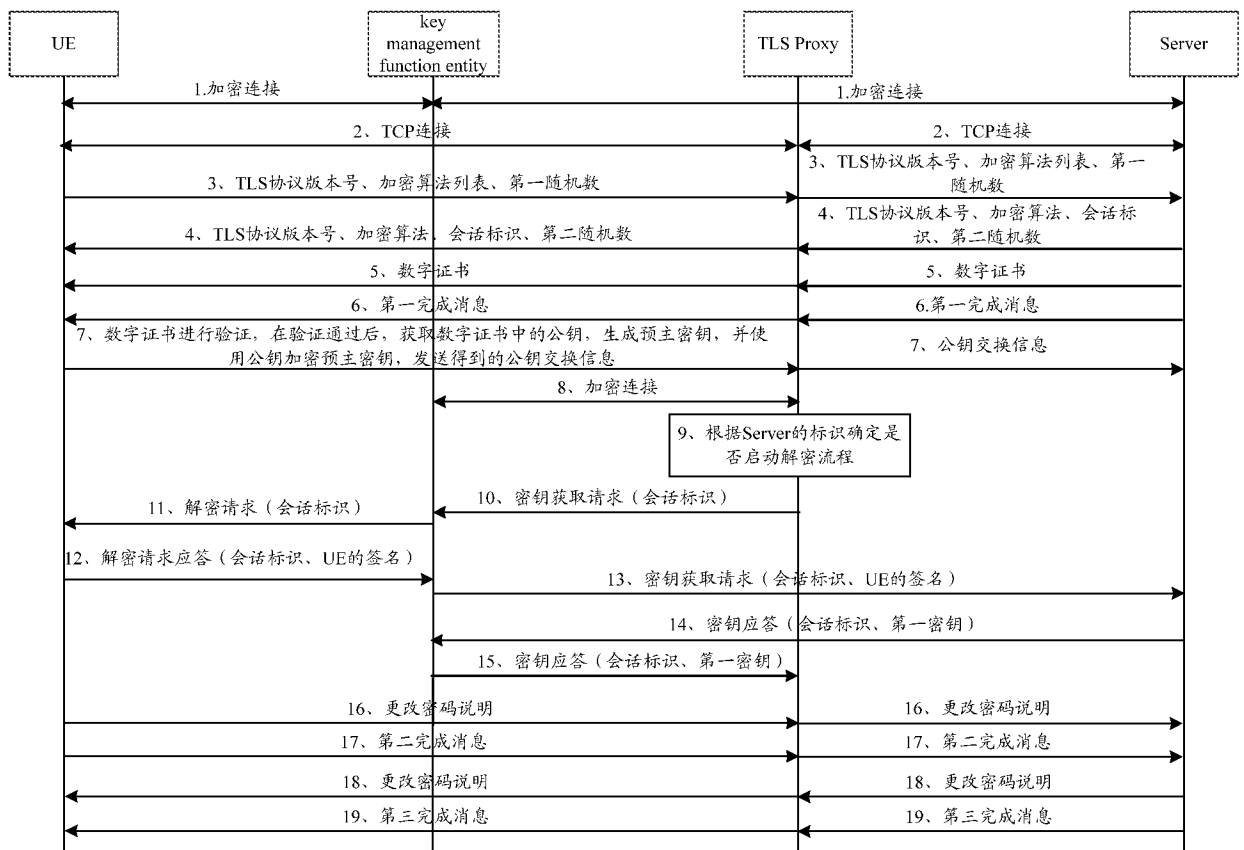 UE
key
management
function entity
TLS Proxy
Server
1.加密连接
1.加密连接
2、TCP连接
2、TCP连接
3、TLS协议版本号、加密算法列表、第一随机数
3、TLS协议版本号、加密算法列表、第一
随机数
4、TLS协议版本号、加密算法、会话标识、第二随机数
4、TLS协议版本号、加密算法、会话标
识、第二随机数
5、数字证书
5、数字证书
6、第一完成消息
6.第一完成消息
7、数字证书进行验证，在验证通过后，获取数字证书中的公钥，生成预主密钥，并使
用公钥加密预主密钥，发送得到的公钥交换信息
7、公钥交换信息
8、加密连接
9、根据Server的标识确定是
否启动解密流程
10、密钥获取请求（会话标识）
11、解密请求（会话标识）
12、解密请求应答（会话标识、UE的签名）
13、密钥获取请求（会话标识、UE的签名）
14、密钥应答（会话标识、第一密钥）
15、密钥应答（会话标识、第一密钥）
16、更改密码说明
16、更改密码说明
17、第二完成消息
17、第二完成消息
18、更改密码说明
18、更改密码说明
19、第三完成消息
19、第三完成消息